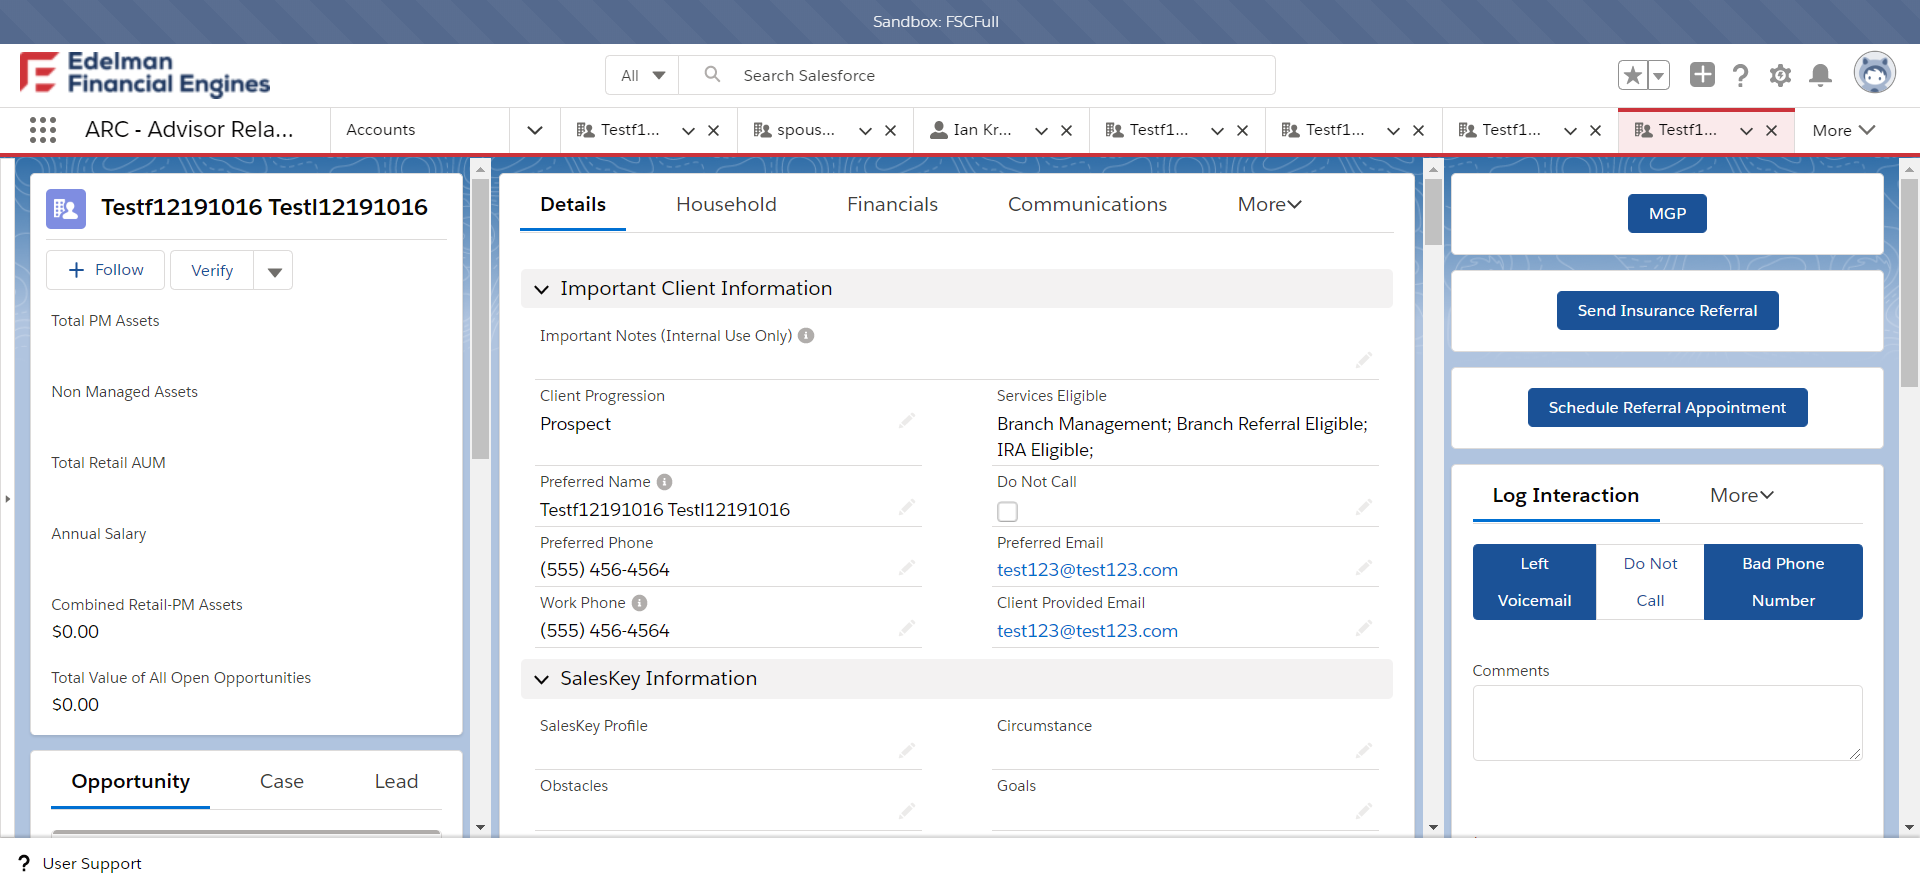 Sandbox: FSCFull
Edelman
Financial Engines
All
Search Salesforce
ARC - Advisor Rela...
Accounts
Testf1...
spous...
Ian Kr...
Testf1...
Testf1...
Testf1...
Testf1...
More
Testf12191016 Testl12191016
Follow
Verify
Total PM Assets
Non Managed Assets
Total Retail AUM
Annual Salary
Combined Retail-PM Assets
$0.00
Total Value of All Open Opportunities
$0.00
Opportunity
Case
Lead
Details
Household
Financials
Communications
More
Important Client Information
Important Notes (Internal Use Only)
Client Progression
Prospect
Services Eligible
Branch Management; Branch Referral Eligible;
IRA Eligible;
Preferred Name
Testf12191016 Testl12191016
Do Not Call
Preferred Phone
(555) 456-4564
Preferred Email
test123@test123.com
Work Phone
(555) 456-4564
Client Provided Email
test123@test123.com
SalesKey Information
SalesKey Profile
Circumstance
Obstacles
Goals
MGP
Send Insurance Referral
Schedule Referral Appointment
Log Interaction
More
Left
Voicemail
Do Not
Call
Bad Phone
Number
Comments
User Support